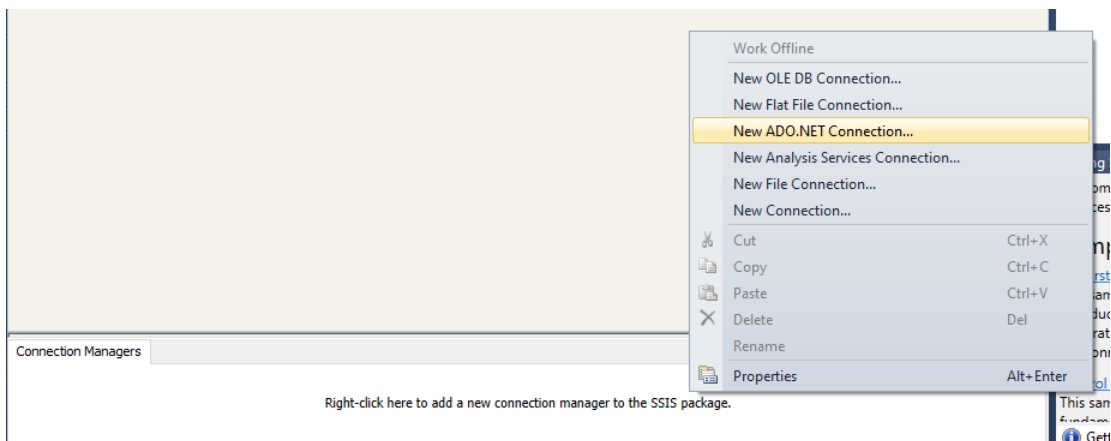 Work Offline
New OLE DB Connection...
New Flat File Connection...
New ADO.NET Connection...
New Analysis Services Connection...
New File Connection...
New Connection...
Cut Ctrl+X
Copy Ctrl+C
Paste Ctrl+V
Delete Del
Rename
Properties Alt+Enter
Connection Managers
Right-click here to add a new connection manager to the SSIS package.
This sam
Gett